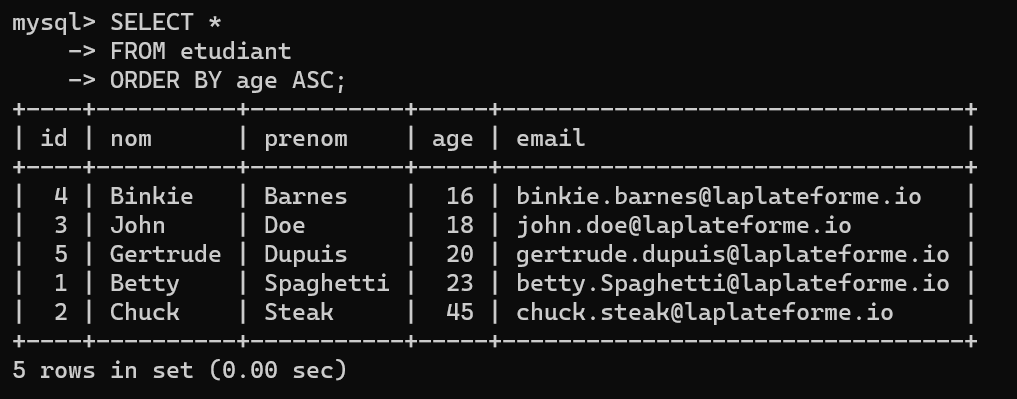 mysql> SELECT *
    -> FROM etudiant
    -> ORDER BY age ASC;
+----+----------+-----------+-----+---------------------------------+
| id | nom      | prenom    | age | email                           |
+----+----------+-----------+-----+---------------------------------+
|  4 | Binkie   | Barnes    |  16 | binkie.barnes@laplateforme.io   |
|  3 | John     | Doe       |  18 | john.doe@laplateforme.io        |
|  5 | Gertrude | Dupuis    |  20 | gertrude.dupuis@laplateforme.io |
|  1 | Betty    | Spaghetti |  23 | betty.Spaghetti@laplateforme.io |
|  2 | Chuck    | Steak     |  45 | chuck.steak@laplateforme.io     |
+----+----------+-----------+-----+---------------------------------+
5 rows in set (0.00 sec)